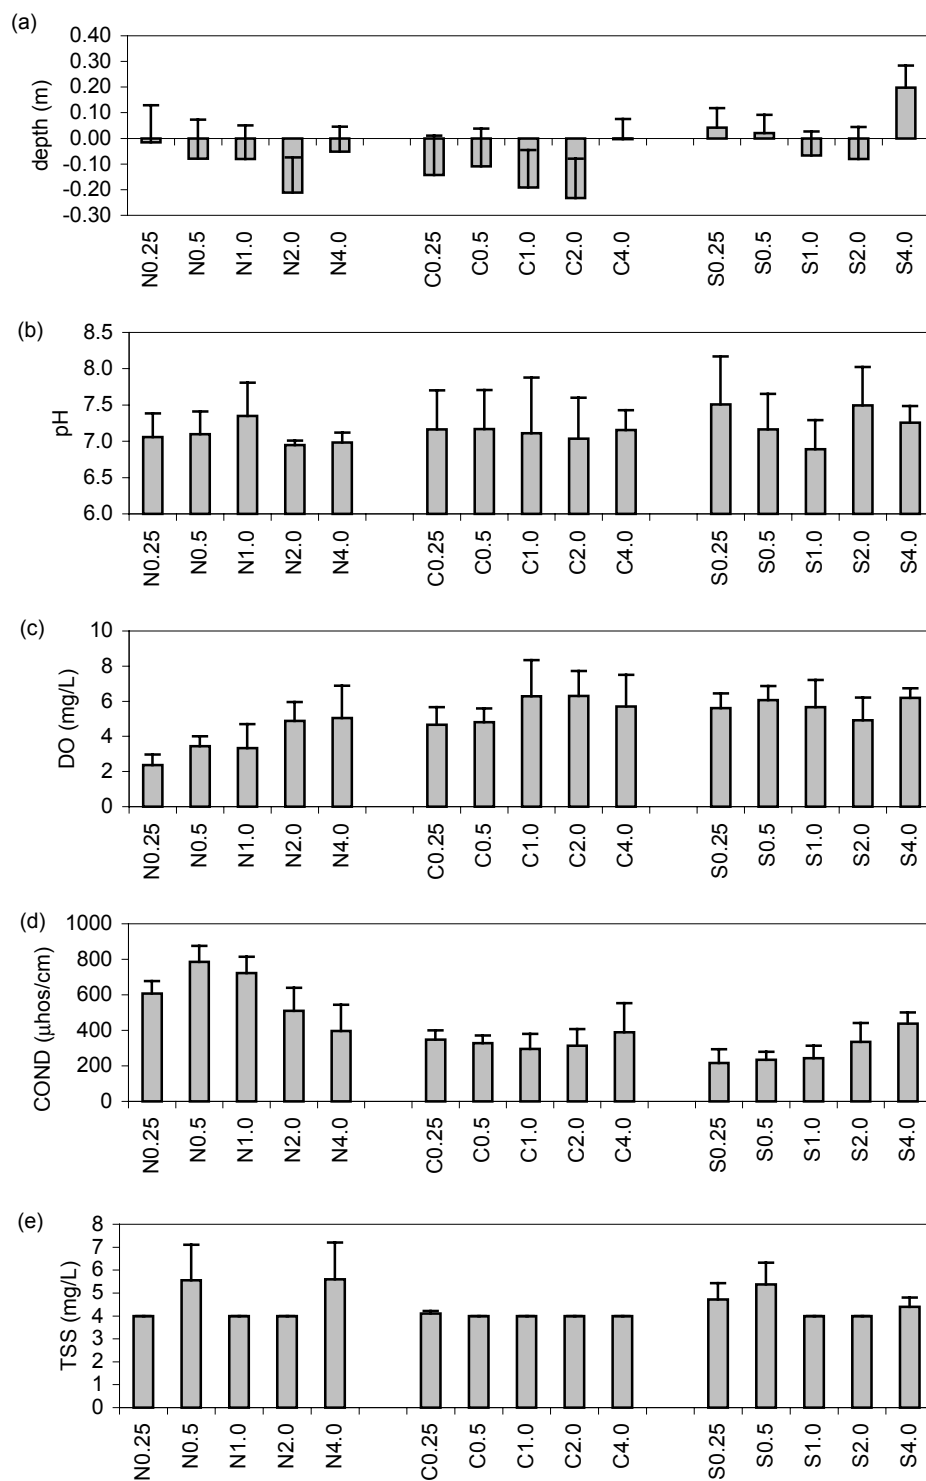 (a)
depth (m)
0.40
0.30
0.20
0.10
0.00
-0.10
-0.20
-0.30
N0.25 N0.5 N1.0 N2.0 N4.0 C0.25 C0.5 C1.0 C2.0 C4.0 S0.25 S0.5 S1.0 S2.0 S4.0
(b)
pH
8.5
8.0
7.5
7.0
6.5
6.0
N0.25 N0.5 N1.0 N2.0 N4.0 C0.25 C0.5 C1.0 C2.0 C4.0 S0.25 S0.5 S1.0 S2.0 S4.0
(c)
DO (mg/L)
10
8
6
4
2
0
N0.25 N0.5 N1.0 N2.0 N4.0 C0.25 C0.5 C1.0 C2.0 C4.0 S0.25 S0.5 S1.0 S2.0 S4.0
(d)
COND (µhos/cm)
1000
800
600
400
200
0
N0.25 N0.5 N1.0 N2.0 N4.0 C0.25 C0.5 C1.0 C2.0 C4.0 S0.25 S0.5 S1.0 S2.0 S4.0
(e)
TSS (mg/L)
8
7
6
5
4
3
2
1
0
N0.25 N0.5 N1.0 N2.0 N4.0 C0.25 C0.5 C1.0 C2.0 C4.0 S0.25 S0.5 S1.0 S2.0 S4.0